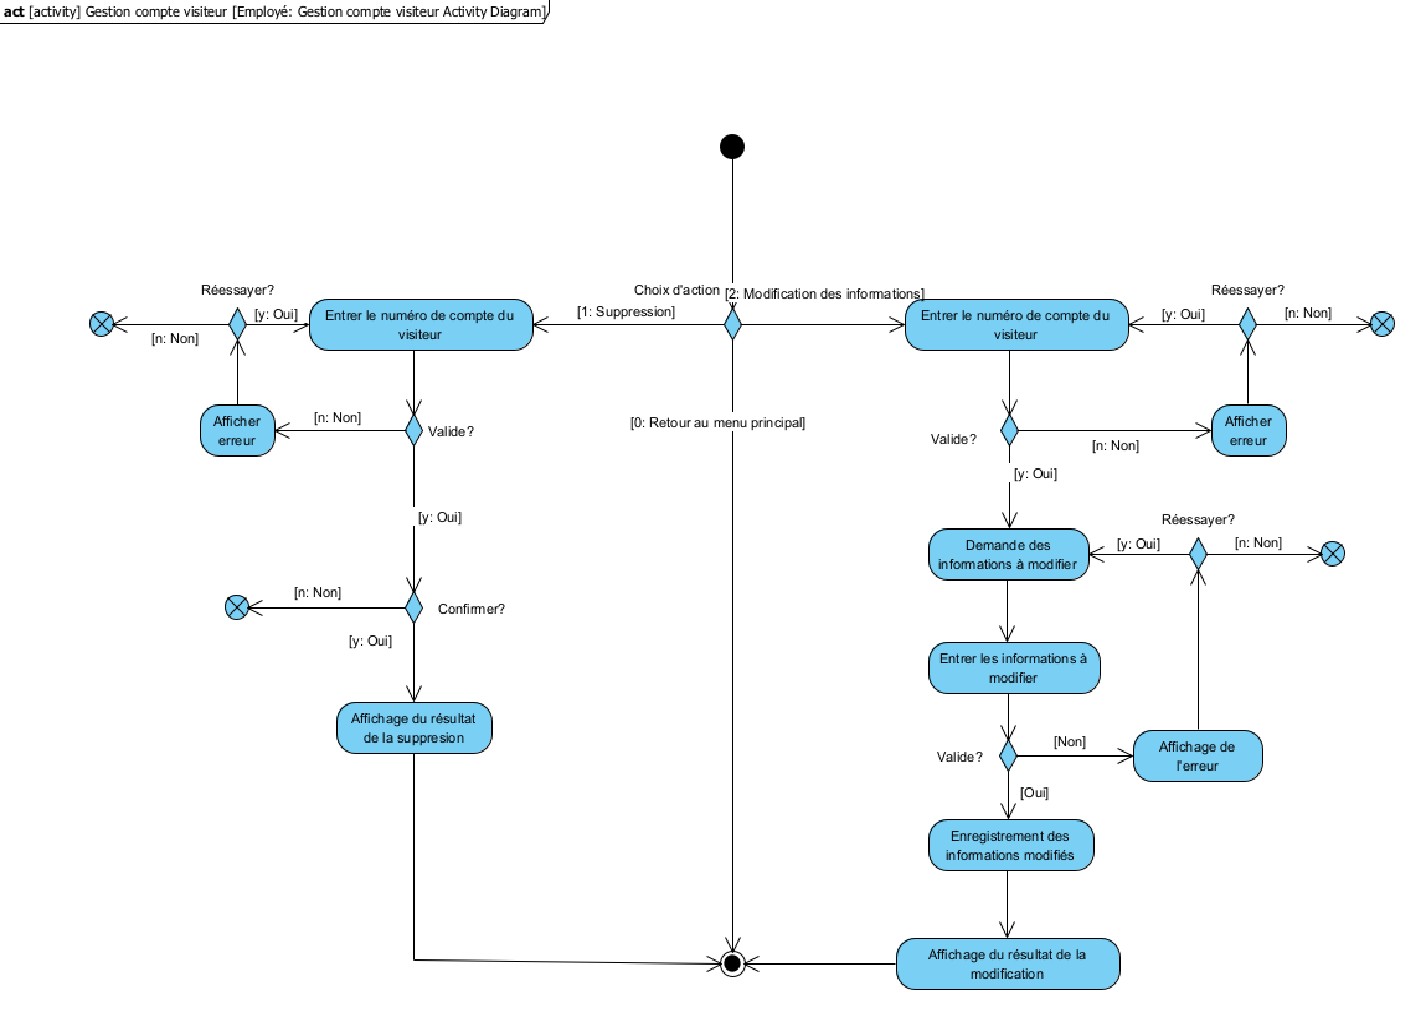 act [activity] Gestion compte visiteur [Employé: Gestion compte visiteur Activity Diagram]
Réessayer?
Choix d'action
[2: Modification des informations]
Réessayer?
[y: Oui]
[n: Non]
Entrer le numéro de compte du
visiteur
[1: Suppression]
Entrer le numéro de compte du
visiteur
[y: Oui]
[n: Non]
Afficher
erreur
[n: Non]
Valide?
[0: Retour au menu principal]
Valide?
[n: Non]
Afficher
erreur
[y: Oui]
[y: Oui]
Réessayer?
Demande des
informations à modifier
[y: Oui]
[n: Non]
[n: Non]
Confirmer?
[y: Oui]
Entrer les informations à
modifier
Affichage du résultat
de la suppresion
Valide?
[Non]
Affichage de
l'erreur
[Oui]
Enregistrement des
informations modifiés
Affichage du résultat de la
modification